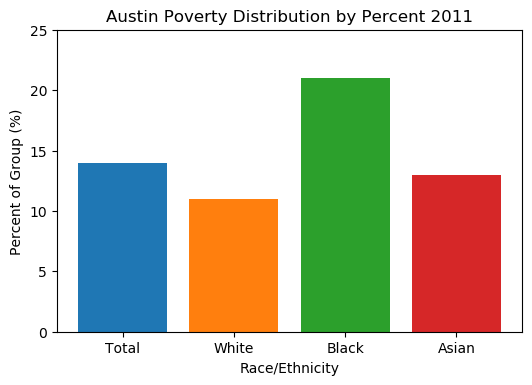 Austin Poverty Distribution by Percent 2011
25
20
15
10
5
0
Percent of Group (%)
Total White Black Asian
Race/Ethnicity